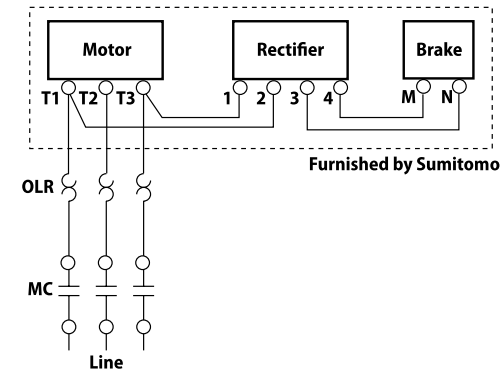 Motor Rectifier Brake
T1 T2 T3 1 2 3 4 M N
Furnished by Sumitomo
OLR
MC
Line